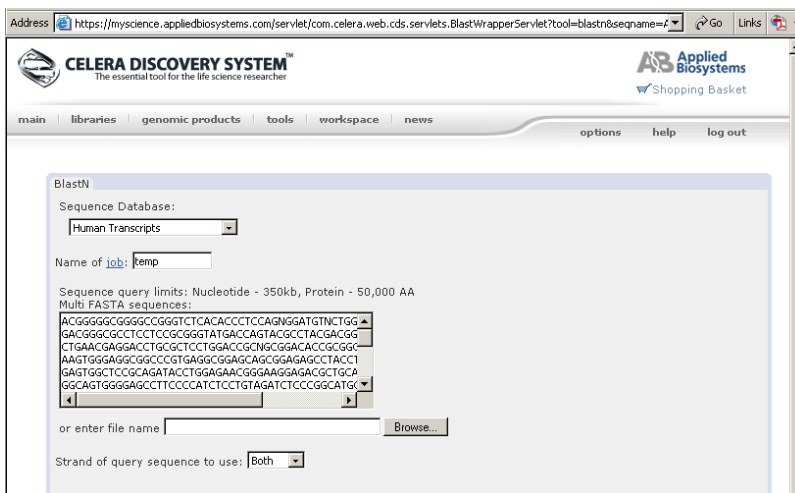 Address https://myscience.appliedbiosystems.com/servlet/com.celera.web.cds.servlets.BlastWrapperServlet?tool=blastn&seqname=A Go Links
CELERA DISCOVERY SYSTEM™
The essential tool for the life science researcher
AB Applied Biosystems
Shopping Basket
main libraries genomic products tools workspace news
options help log out
BlastN
Sequence Database:
Human Transcripts
Name of job: temp
Sequence query limits: Nucleotide - 350kb, Protein - 50,000 AA
Multi FASTA sequences:
ACGGGGGCGGGGCCGGGTCTCACACCCTCCAGNGGATGTNCTGG
GACGGGCGCCTCCTCCGCGGGTATGACCAGTACGCCTACGACGG
CTGAACGAGGACCTGCGCTCCTGGACCGCNGCGGACACCGCGGC
AAGTGGGAGGCGGCCCGTGAGGCGGAGCAGCGGAGAGCCTACCT
GAGTGGCTCCGCAGATACCTGGAGAACGGGAAGGAGACGCTGCA
GGCAGTGGGGAGCCTTCCCCATCTCCTGTAGATCTCCCGGCATGG
or enter file name Browse...
Strand of query sequence to use: Both